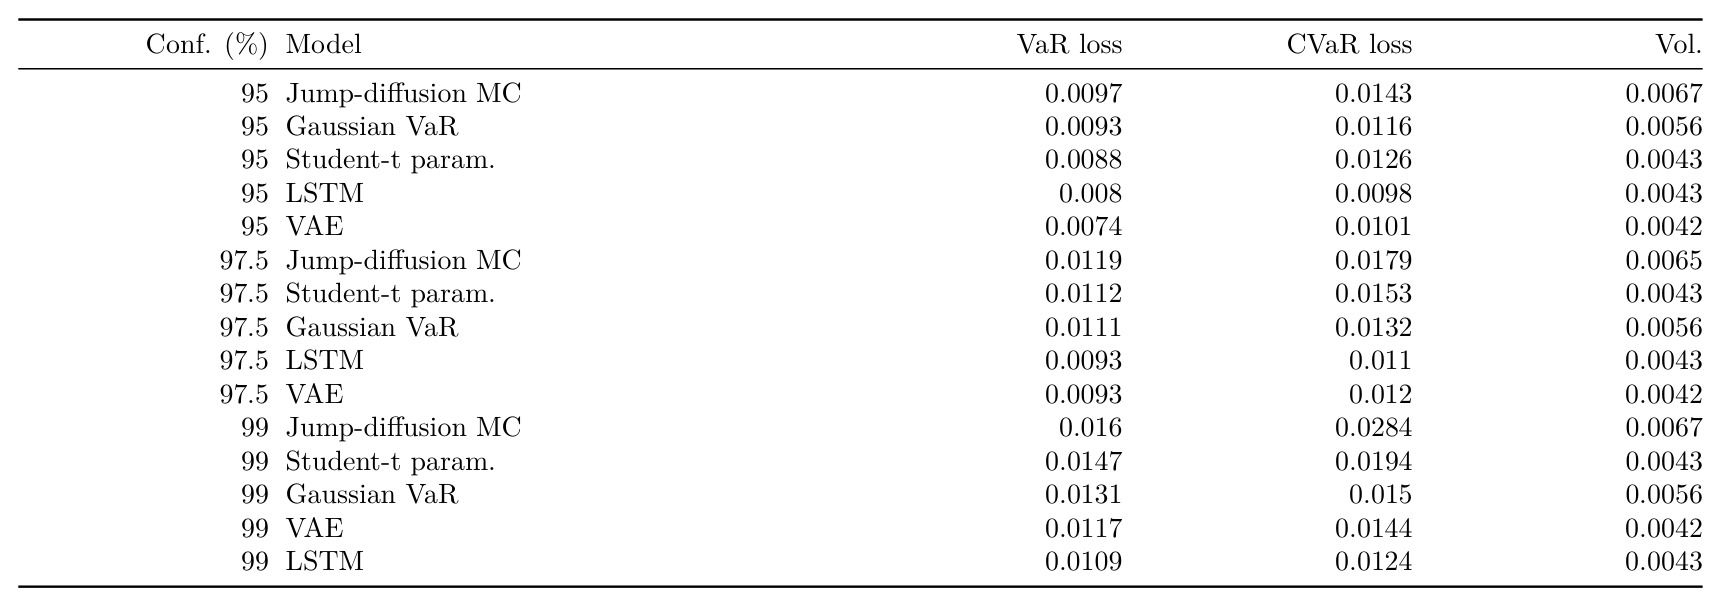 Conf. (%) Model VaR loss CVaR loss Vol.
95 Jump-diffusion MC 0.0097 0.0143 0.0067
95 Gaussian VaR 0.0093 0.0116 0.0056
95 Student-t param. 0.0088 0.0126 0.0043
95 LSTM 0.008 0.0098 0.0043
95 VAE 0.0074 0.0101 0.0042
97.5 Jump-diffusion MC 0.0119 0.0179 0.0065
97.5 Student-t param. 0.0112 0.0153 0.0043
97.5 Gaussian VaR 0.0111 0.0132 0.0056
97.5 LSTM 0.0093 0.011 0.0043
97.5 VAE 0.0093 0.012 0.0042
99 Jump-diffusion MC 0.016 0.0284 0.0067
99 Student-t param. 0.0147 0.0194 0.0043
99 Gaussian VaR 0.0131 0.015 0.0056
99 VAE 0.0117 0.0144 0.0042
99 LSTM 0.0109 0.0124 0.0043